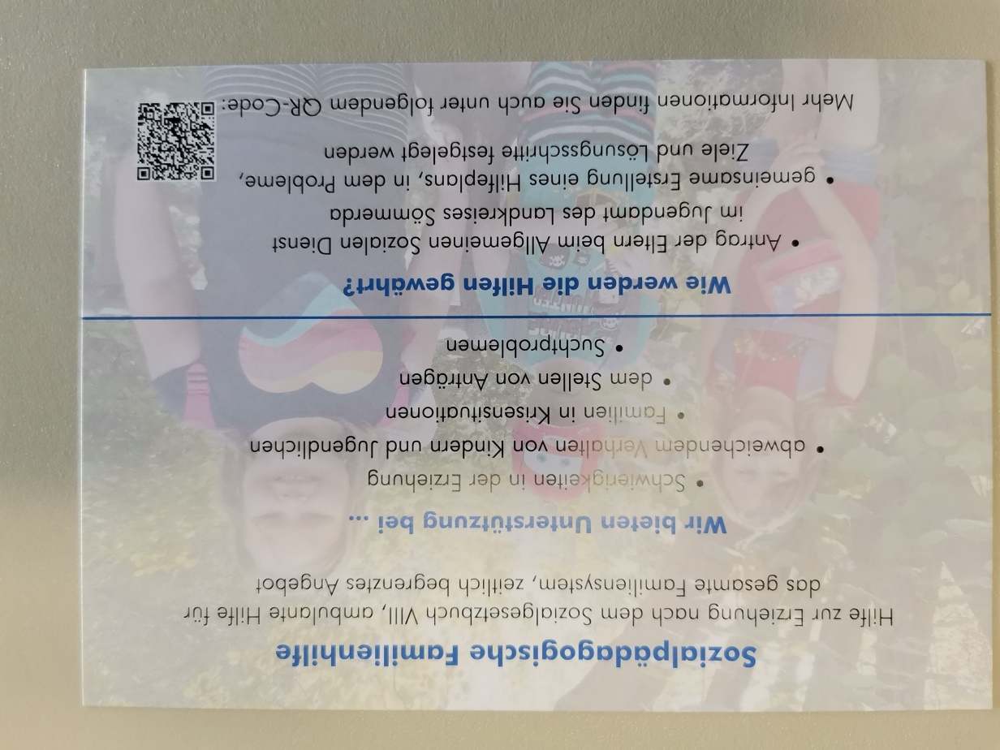 Sozialpädagogische Familienhilfe
Hilfe zur Erziehung nach dem Sozialgesetzbuch VIII, ambulante Hilfe für
das gesamte Familiensystem, zeitlich begrenztes Angebot
Wir bieten Unterstützung bei ...
• Schwierigkeiten in der Erziehung
• abweichendem Verhalten von Kindern und Jugendlichen
• Familien in Krisensituationen
• dem Stellen von Anträgen
• Suchtproblemen
Wie werden die Hilfen gewährt?
• Antrag der Eltern beim Allgemeinen Sozialen Dienst
im Jugendamt des Landkreises Sömmerda
• gemeinsame Erstellung eines Hilfeplans, in dem Probleme,
Ziele und Lösungsschritte festgelegt werden
Mehr Informationen finden Sie auch unter folgendem QR-Code: